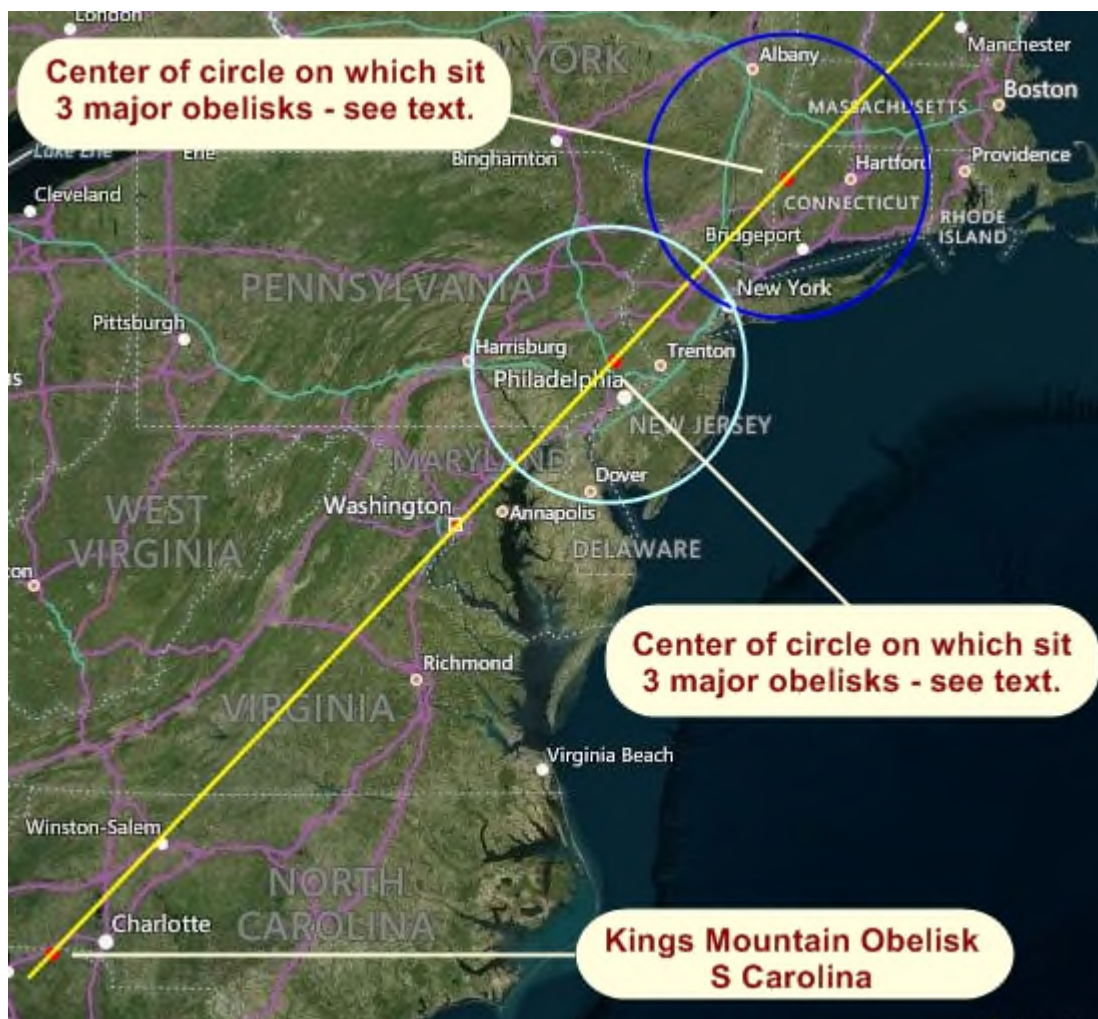 London
Manchester
Albany
Center of circle on which sit
3 major obelisks - see text.
YORK
Boston
MASSACHUSETTS
Lake Erie
Erie
Binghamton
Hartford
Providence
Cleveland
CONNECTICUT
RHODE
ISLAND
Bridgeport
PENNSYLVANIA
New York
Pittsburgh
Harrisburg
Trenton
Philadelphia
NEW JERSEY
MARYLAND
Dover
WEST
VIRGINIA
Washington
Annapolis
DELAWARE
Center of circle on which sit
3 major obelisks - see text.
Richmond
VIRGINIA
Virginia Beach
Winston-Salem
NORTH
CAROLINA
Charlotte
Kings Mountain Obelisk
S Carolina